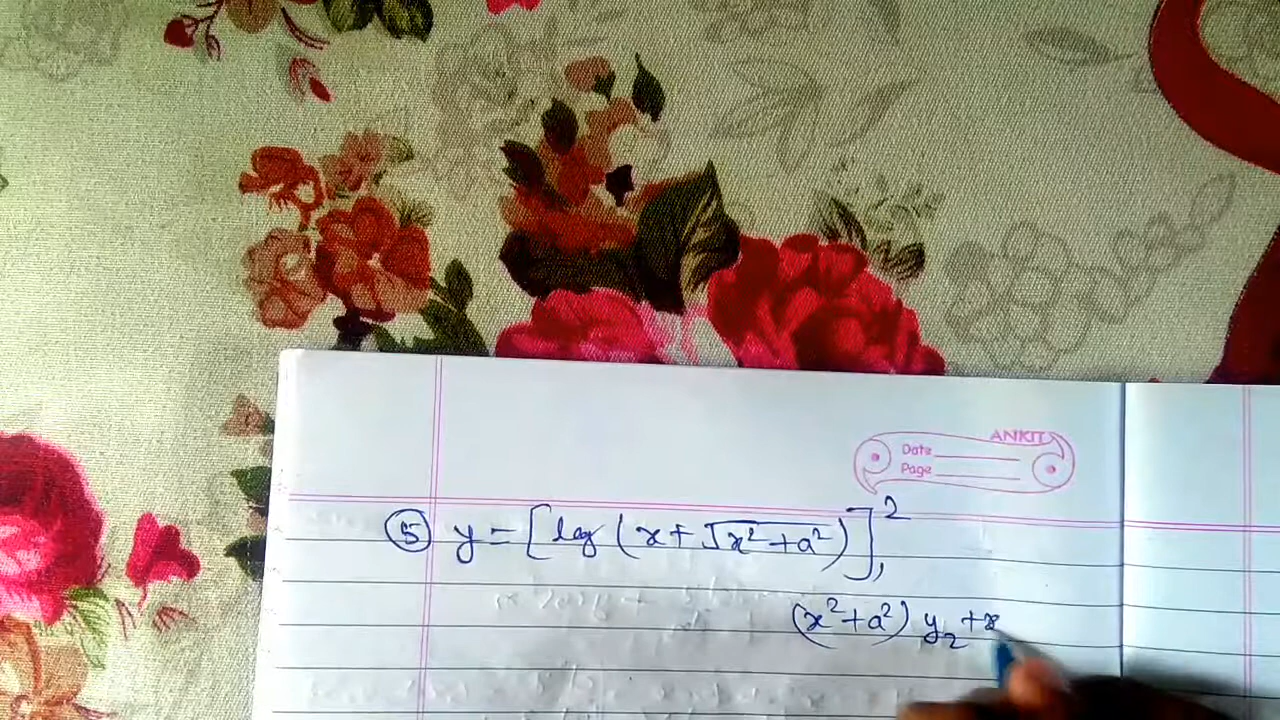 ANKIT
Date
Page
⑤ y = [log (x + √x² + a²)]²,
(x² + a²) y₂ + x